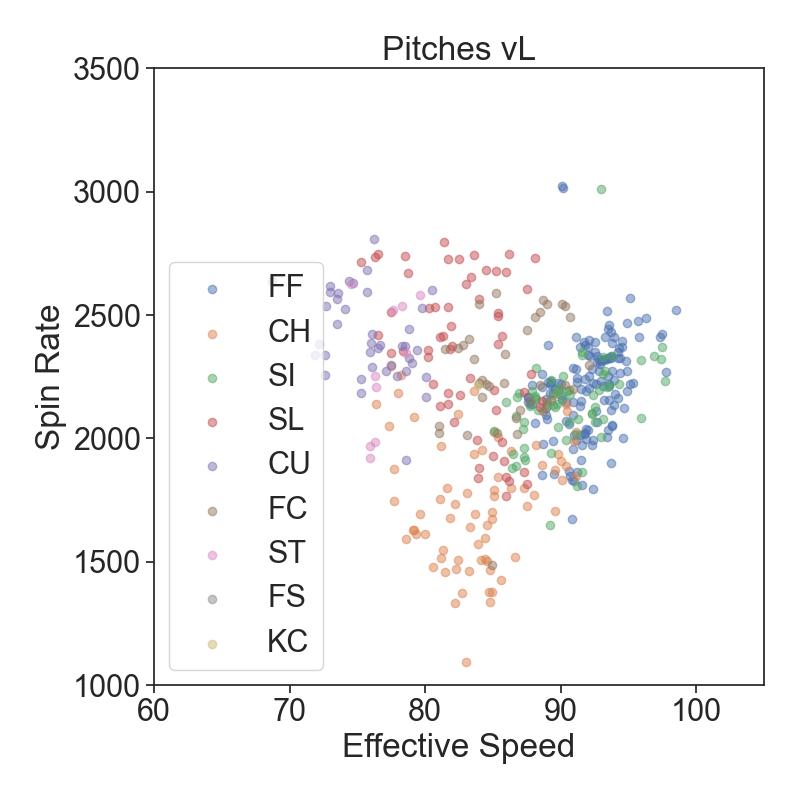 Pitches vL
3500
3000
2500
2000
1500
1000
Spin Rate
FF
CH
SI
SL
CU
FC
ST
FS
KC
60 70 80 90 100
Effective Speed